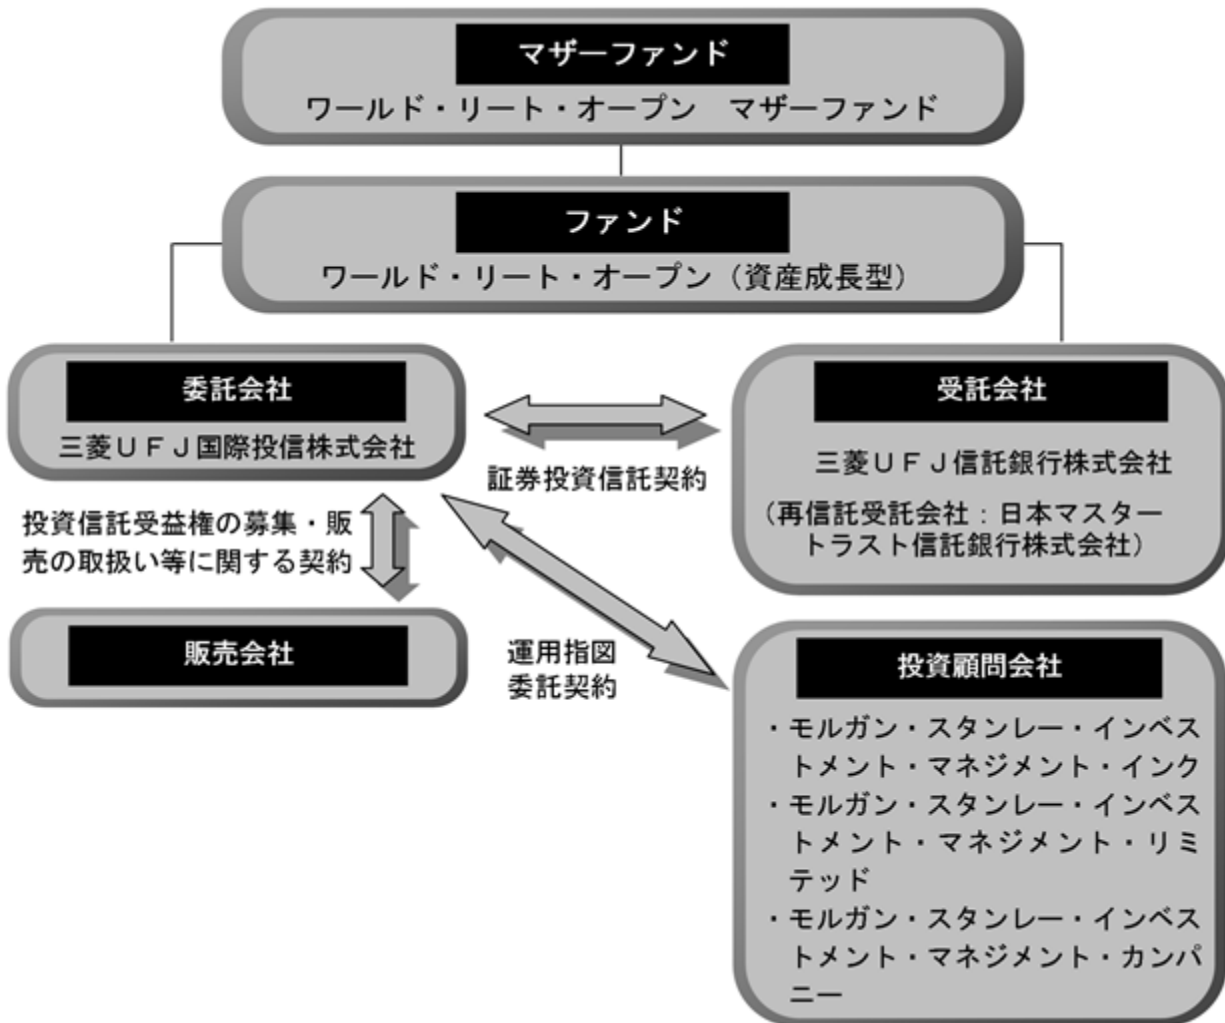 マザーファンド
ワールド・リート・オープン　マザーファンド
ファンド
ワールド・リート・オープン（資産成長型）
委託会社
三菱ＵＦＪ国際投信株式会社
受託会社
三菱ＵＦＪ信託銀行株式会社
（再信託受託会社：日本マスター
トラスト信託銀行株式会社）
証券投資信託契約
投資信託受益権の募集・販
売の取扱い等に関する契約
販売会社
運用指図
委託契約
投資顧問会社
・モルガン・スタンレー・インベス
トメント・マネジメント・インク
・モルガン・スタンレー・インベス
トメント・マネジメント・リミ
テッド
・モルガン・スタンレー・インベス
トメント・マネジメント・カンパ
ニー